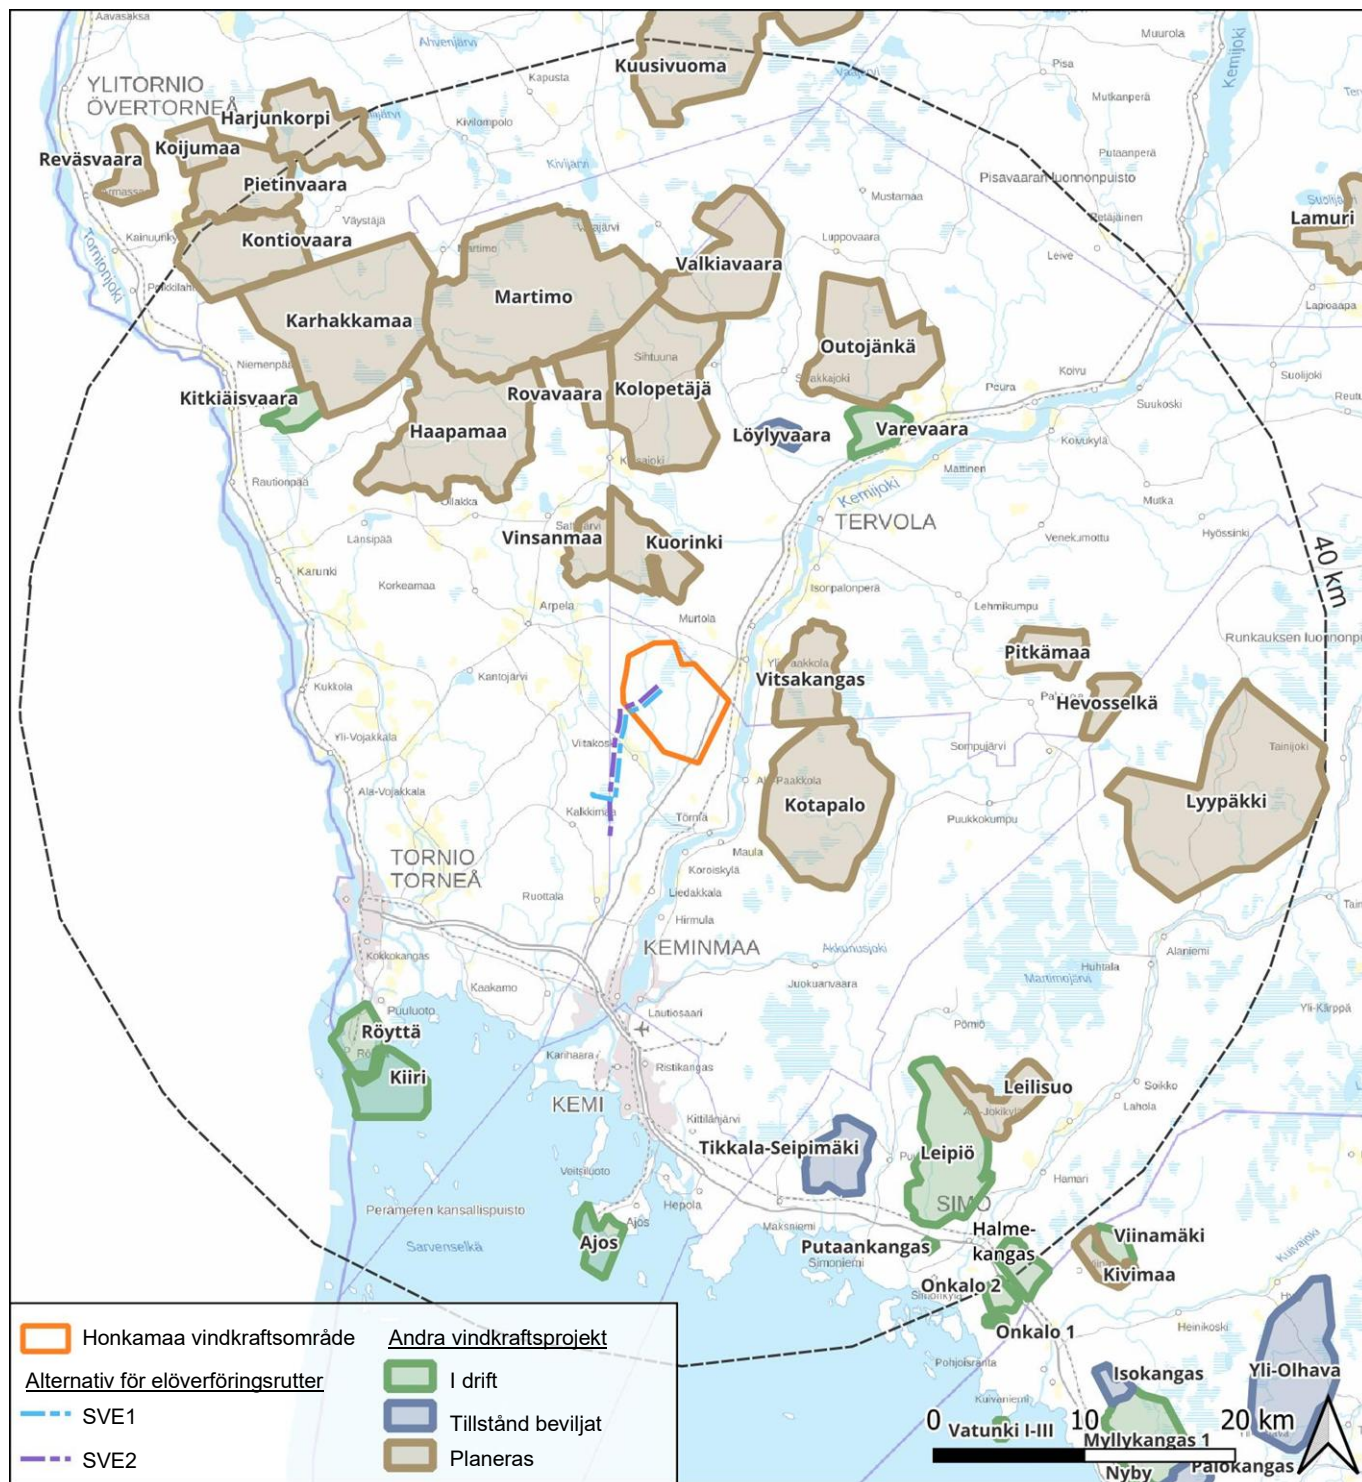 Aavasaksa
Muurola
Ahvenjärvi
Kuusivuoma
Vaajärvi
Pisa
Kemijoki
YLITORNIO
ÖVERTORNEÅ
Kapusta
Mutkanperä
Harjunkorpi
Kivilompolo
Koijumaa
Reväsvaara
Kivijärvi
Putaanperä
Pisavaaran luonnonpuisto
Pietinvaara
Mustamaa
Lamuri
Väystäjä
Petäjäinen
Kainuunky
Kontiovaara
Martimo
Luppovaara
Leive
Tornionjoki
Valkiavaara
Karhakkamaa
Martimo
Lapioaapa
Outojänkä
Sihtuuna
Niemenpää
Suolijoki
Kitkiäisvaara
Rovavaara
Kolopetäjä
Peura
Koivu
Suukoski
Haapamaa
Löylyvaara
Varevaara
Koivukylä
Mattinen
Rautionpää
Kemijoki
Mutka
TERVOLA
Länsipää
Vinsanmaa
Kuorinki
Venekumottu
Hyössinki
40 km
Karunki
Korkeamaa
Isonpalonperä
Arpela
Lehmikumpu
Murtola
Pitkämaa
Kukkola
Kantojärvi
Vitsakangas
Hevosselkä
Yli-Vojakkala
Viitakoski
Sompujärvi
Tainijoki
Ala-Vojakkala
Kalkkimaa
Kotapalo
Lyypäkki
Törmä
Puukkokumpu
TORNIO
TORNEÅ
Maula
Koroiskylä
Ruottala
Liedakkala
Hirmula
KEMINMAA
Akkunusjoki
Alaniemi
Kokkokangas
Huhtala
Martimojärvi
Kaakamo
Juokuanvaara
Yli-Kärppä
Puuluoto
Lautiosaari
Pömiö
Röyttä
Karihaara
Ristikangas
Kiiri
Leilisuo
Soikko
KEMI
Lahola
Kittilänjärvi
Tikkala-Seipimäki
Leipiö
Veitsiluoto
Hamari
Perämeren kansallispuisto
Hepola
SIMO
Ajos
Maksniemi
Halme-
kangas
Ajos
Sarvenselkä
Putaankangas
Viinamäki
Simoniemi
Kivimaa
Kuivajoki
Onkalo 2
Onkalo 1
Heinikoski
Pohjoisranta
Isokangas
Yli-Olhava
Kuivaniemi
Vatunki I-III
Myllykangas 1
Nyby
Palokangas
0 10 20 km
Honkamaa vindkraftsområde
Alternativ för elöverföringsrutter
SVE1
SVE2
Andra vindkraftsprojekt
I drift
Tillstånd beviljat
Planeras